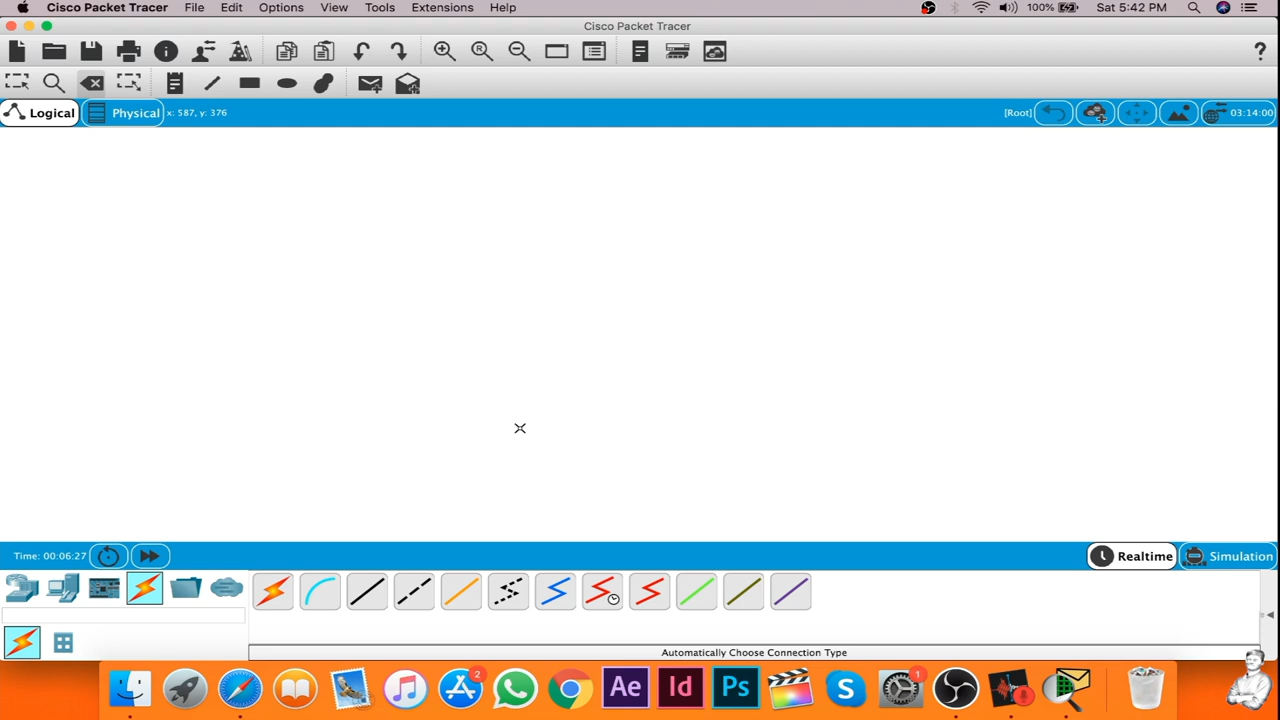 Cisco Packet Tracer File Edit Options View Tools Extensions Help 100% Sat 5:42 PM
Cisco Packet Tracer
R
?
Logical Physical x: 587, y: 376 [Root] 03:14:00
Time: 00:06:27 Realtime Simulation
Automatically Choose Connection Type
2 Ae Id Ps S 1